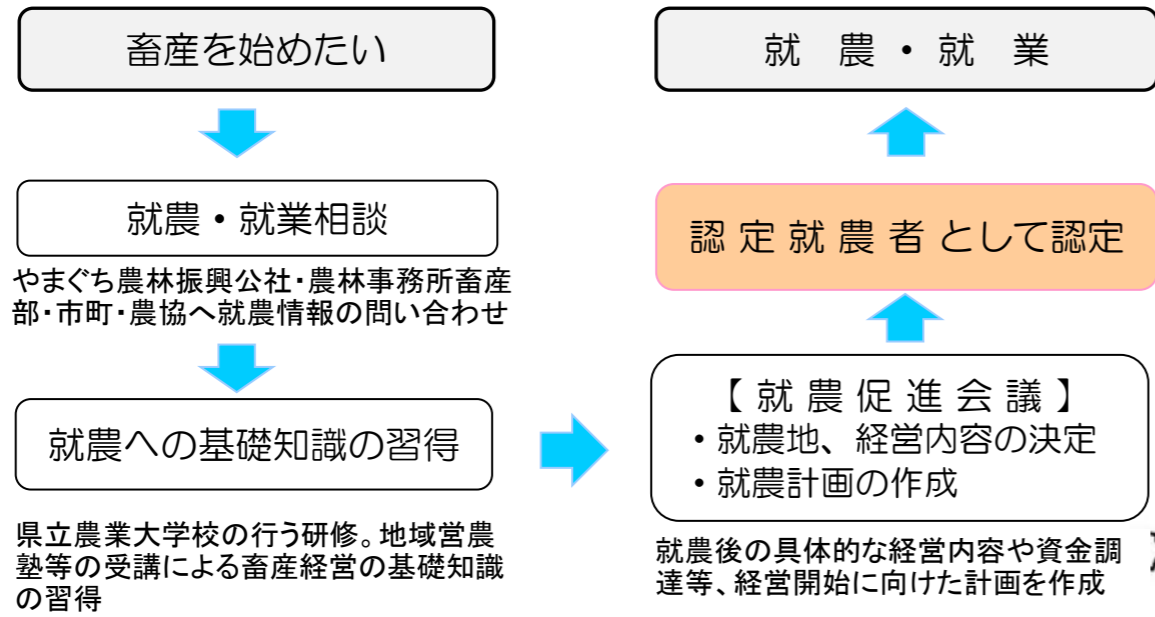 畜産を始めたい
就農・就業相談
やまぐち農林振興公社・農林事務所畜産
部・市町・農協へ就農情報の問い合わせ
就農への基礎知識の習得
県立農業大学校の行う研修。地域営農
塾等の受講による畜産経営の基礎知識
の習得
就　農・就　業
認 定 就 農 者 として認定
【 就 農 促 進 会 議 】
・就農地、経営内容の決定
・就農計画の作成
就農後の具体的な経営内容や資金調
達等、経営開始に向けた計画を作成